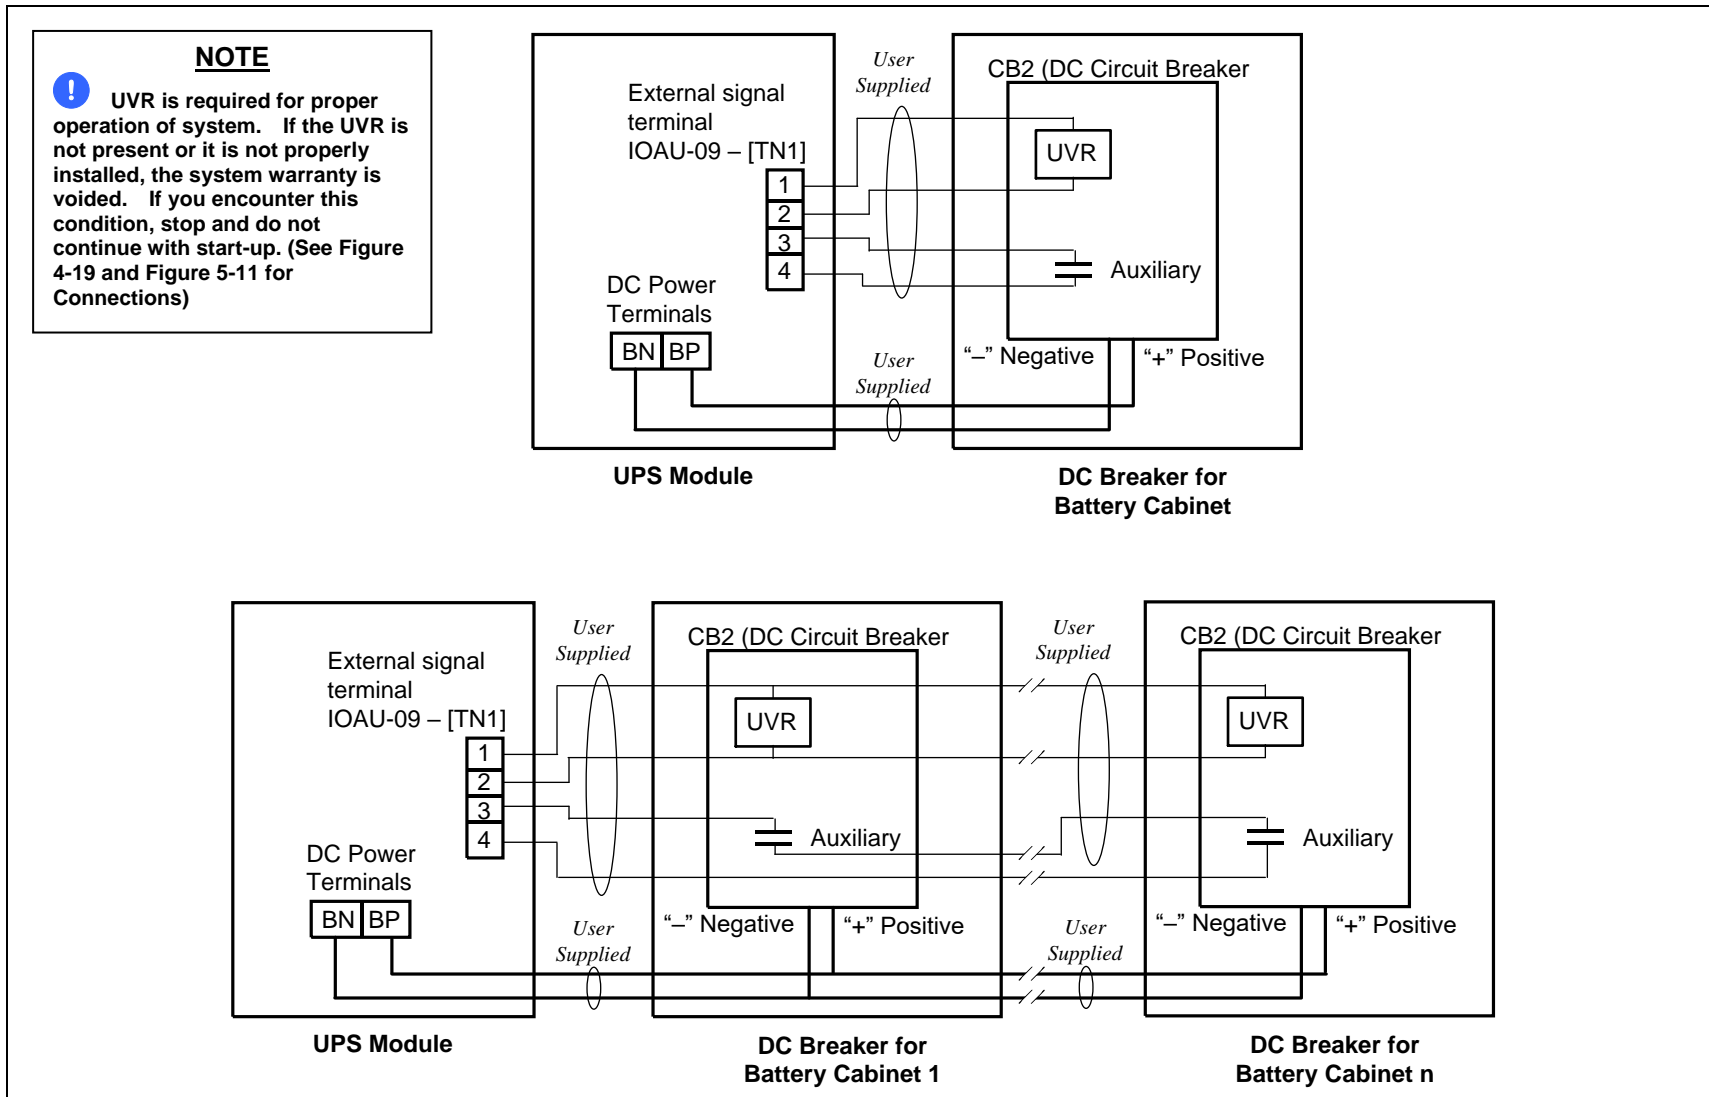 NOTE
! UVR is required for proper
operation of system. If the UVR is
not present or it is not properly
installed, the system warranty is
voided. If you encounter this
condition, stop and do not
continue with start-up. (See Figure
4-19 and Figure 5-11 for
Connections)
User
Supplied
CB2 (DC Circuit Breaker
External signal
terminal
IOAU-09 – [TN1]
1
2
3
4
UVR
Auxiliary
DC Power
Terminals
BN BP
User
Supplied
“–” Negative
“+” Positive
UPS Module
DC Breaker for
Battery Cabinet
User
Supplied
CB2 (DC Circuit Breaker
User
Supplied
CB2 (DC Circuit Breaker
External signal
terminal
IOAU-09 – [TN1]
1
2
3
4
UVR
UVR
Auxiliary
Auxiliary
DC Power
Terminals
BN BP
User
Supplied
“–” Negative
“+” Positive
User
Supplied
“–” Negative
“+” Positive
UPS Module
DC Breaker for
Battery Cabinet 1
DC Breaker for
Battery Cabinet n